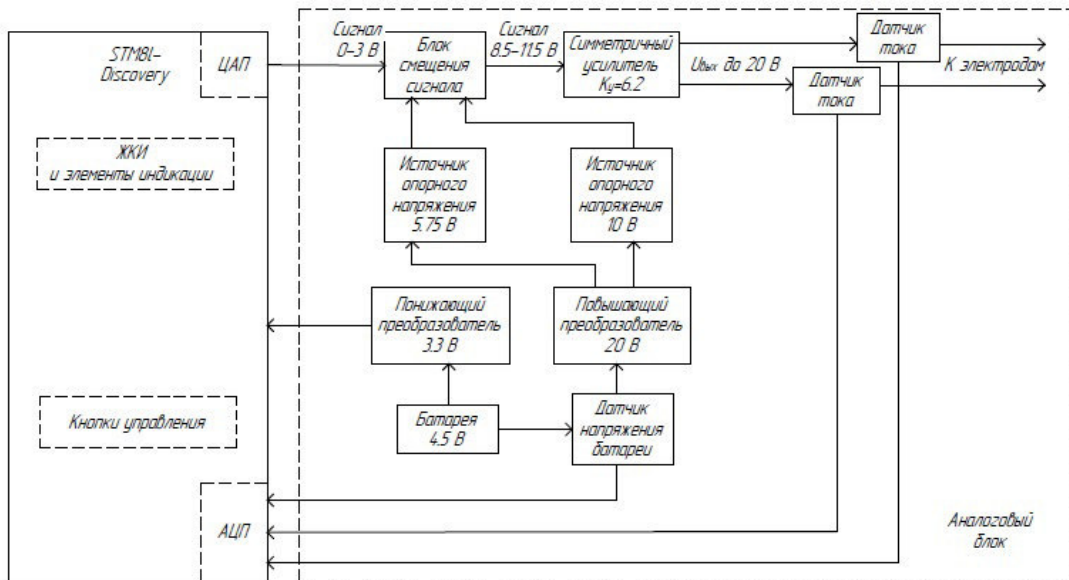 STM8l-
Discovery
ЦАП
Сигнал
0-3 В
Блок
смещения
сигнала
Сигнал
8.5-11.5 В
Симметричный
усилитель
Kу=6.2
Uвых до 20 В
Датчик
тока
Датчик
тока
К электродам
ЖКИ
и элементы индикации
Источник
опорного
напряжения
5.75 В
Источник
опорного
напряжения
10 В
Понижающий
преобразователь
3.3 В
Повышающий
преобразователь
20 В
Кнопки управления
Батарея
4.5 В
Датчик
напряжения
батареи
АЦП
Аналоговый
блок